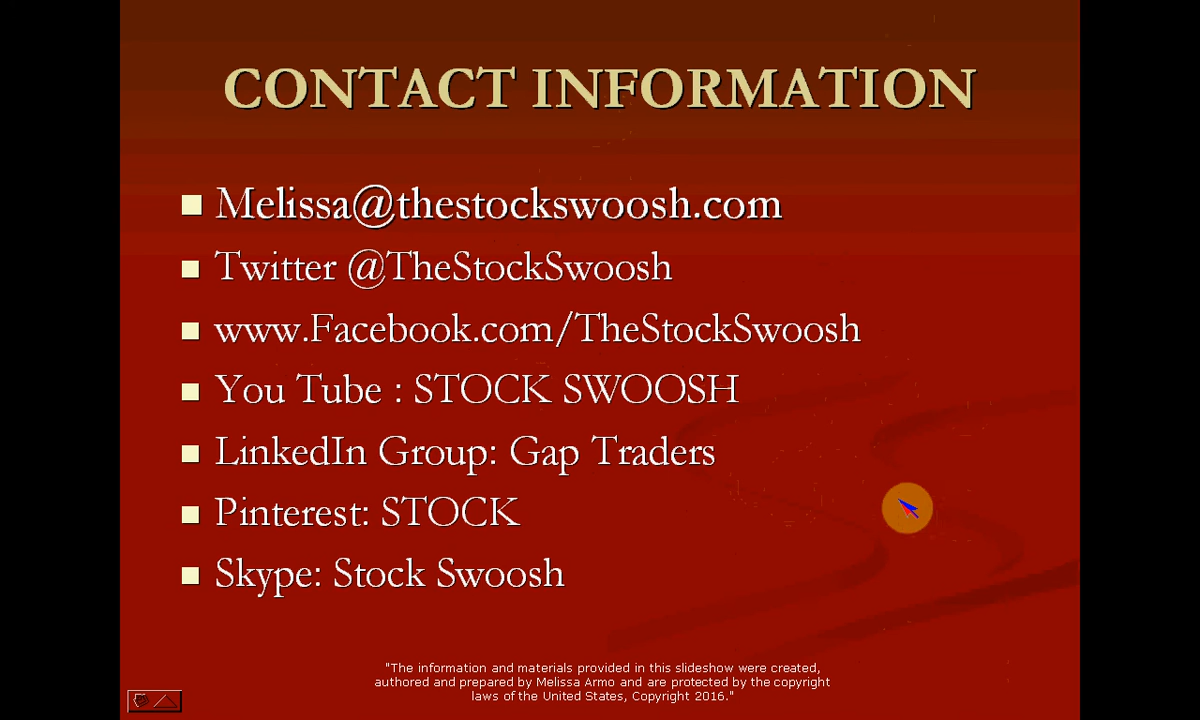 CONTACT INFORMATION
Melissa@thestockswoosh.com
Twitter @TheStockSwoosh
www.Facebook.com/TheStockSwoosh
You Tube : STOCK SWOOSH
LinkedIn Group: Gap Traders
Pinterest: STOCK
Skype: Stock Swoosh
"The information and materials provided in this slideshow were created,
authored and prepared by Melissa Armo and are protected by the copyright
laws of the United States, Copyright 2016."